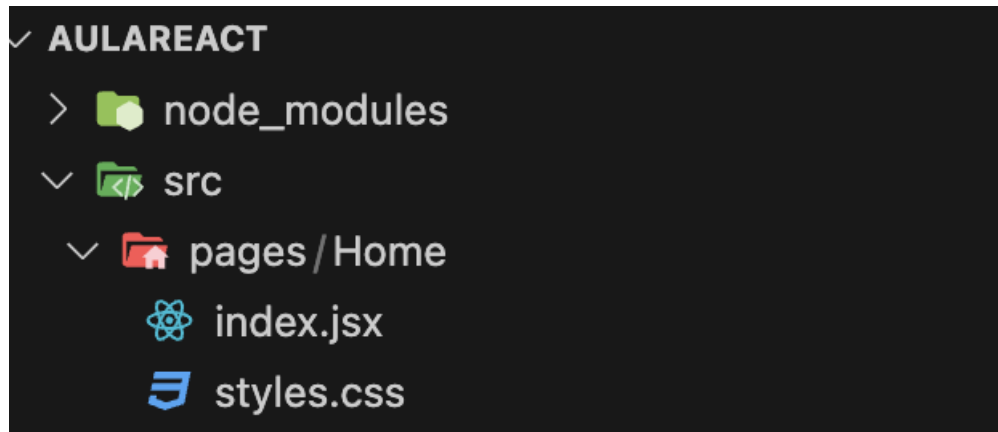 AULAREACT
node_modules
src
pages/Home
index.jsx
styles.css